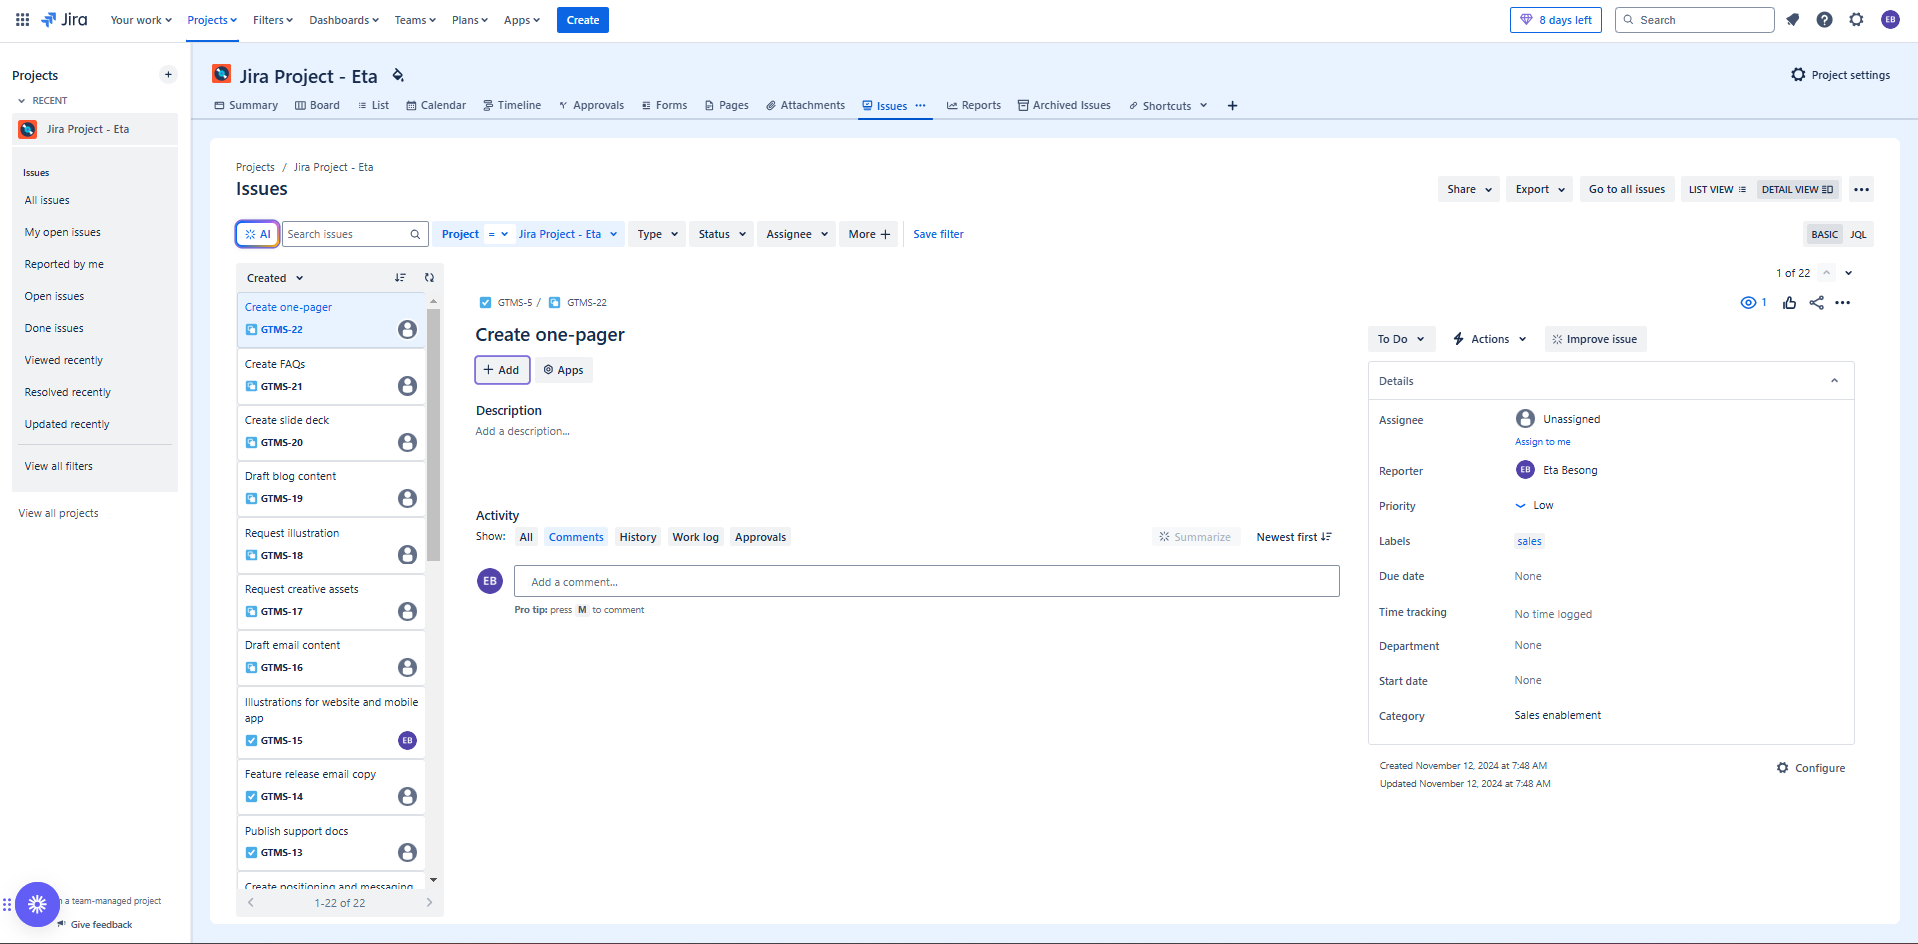 Jira
Your work
Projects
Filters
Dashboards
Teams
Plans
Apps
Create
8 days left
Search
EB
Projects
+
RECENT
Jira Project - Eta
Issues
All issues
My open issues
Reported by me
Open issues
Done issues
Viewed recently
Resolved recently
Updated recently
View all filters
View all projects
a team-managed project
Give feedback
Jira Project - Eta
Project settings
Summary
Board
List
Calendar
Timeline
Approvals
Forms
Pages
Attachments
Issues
Reports
Archived Issues
Shortcuts
+
Projects / Jira Project - Eta
Issues
Share
Export
Go to all issues
LIST VIEW
DETAIL VIEW
AI
Search issues
Project = Jira Project - Eta
Type
Status
Assignee
More +
Save filter
BASIC
JQL
Created
Create one-pager
GTMS-22
Create FAQs
GTMS-21
Create slide deck
GTMS-20
Draft blog content
GTMS-19
Request illustration
GTMS-18
Request creative assets
GTMS-17
Draft email content
GTMS-16
Illustrations for website and mobile
app
GTMS-15
EB
Feature release email copy
GTMS-14
Publish support docs
GTMS-13
Create positioning and messaging
1-22 of 22
1 of 22
GTMS-5 / GTMS-22
1
Create one-pager
+ Add
Apps
Description
Add a description...
Activity
Show:
All
Comments
History
Work log
Approvals
Summarize
Newest first
EB
Add a comment...
Pro tip: press M to comment
To Do
Actions
Improve issue
Details
Assignee
Unassigned
Assign to me
Reporter
EB
Eta Besong
Priority
Low
Labels
sales
Due date
None
Time tracking
No time logged
Department
None
Start date
None
Category
Sales enablement
Created November 12, 2024 at 7:48 AM
Updated November 12, 2024 at 7:48 AM
Configure